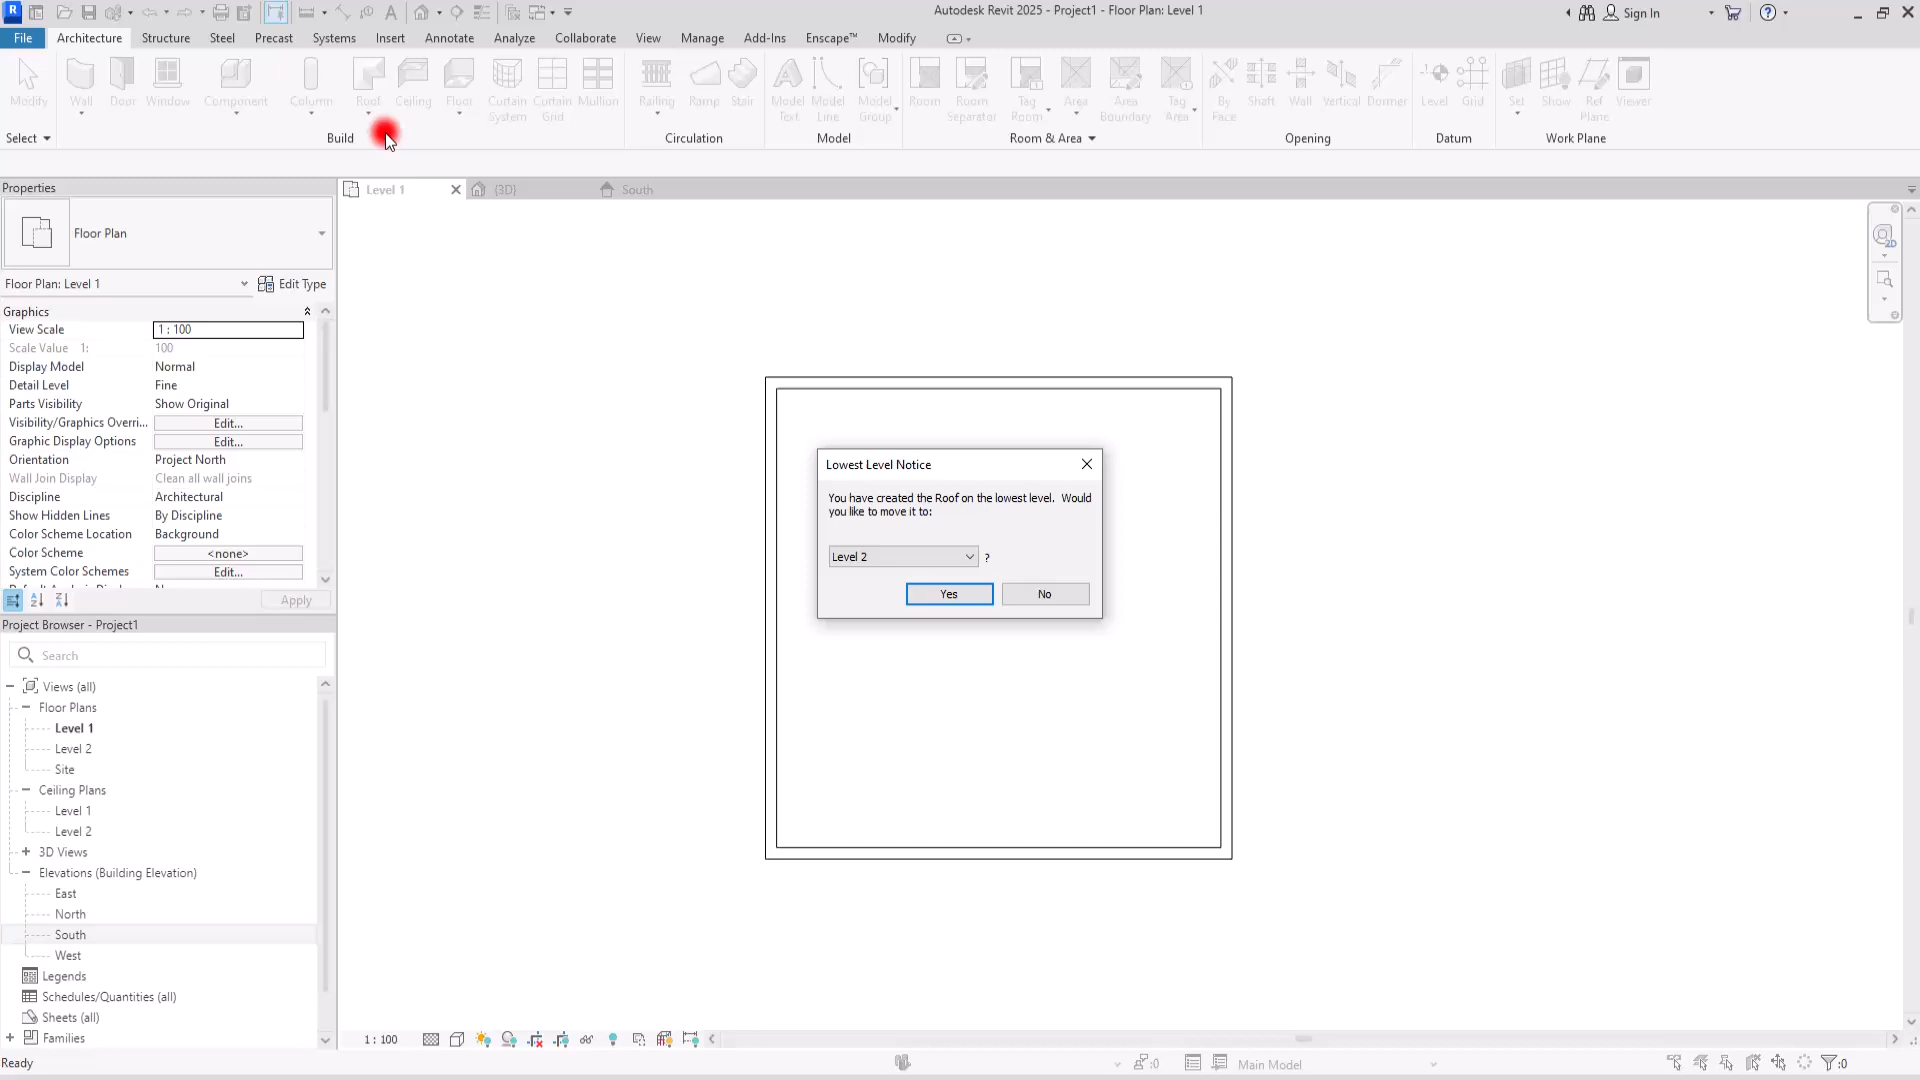 Autodesk Revit 2025 - Project1 - Floor Plan: Level 1
Sign In
File Architecture Structure Steel Precast Systems Insert Annotate Analyze Collaborate View Manage Add-Ins Enscape™ Modify
Modify Wall Door Window Component Column Roof Ceiling Floor Curtain System Curtain Grid Mullion Railing Ramp Stair Model Text Model Line Model Group Room Room Separator Tag Room Area Area Boundary Tag Area By Face Shaft Wall Vertical Dormer Level Grid Set Show Ref Plane Viewer
Select Build Circulation Model Room & Area Opening Datum Work Plane
Properties
Level 1 {3D} South
Floor Plan
Floor Plan: Level 1 Edit Type
Graphics
View Scale 1 : 100
Scale Value 1: 100
Display Model Normal
Detail Level Fine
Parts Visibility Show Original
Visibility/Graphics Overri... Edit...
Graphic Display Options Edit...
Orientation Project North
Wall Join Display Clean all wall joins
Discipline Architectural
Show Hidden Lines By Discipline
Color Scheme Location Background
Color Scheme <none>
System Color Schemes Edit...
Apply
2D
Lowest Level Notice
You have created the Roof on the lowest level. Would
you like to move it to:
Level 2 ?
Yes No
Project Browser - Project1
Search
Views (all)
Floor Plans
Level 1
Level 2
Site
Ceiling Plans
Level 1
Level 2
3D Views
Elevations (Building Elevation)
East
North
South
West
Legends
Schedules/Quantities (all)
Sheets (all)
Families
1 : 100
Ready
:0
Main Model
:0